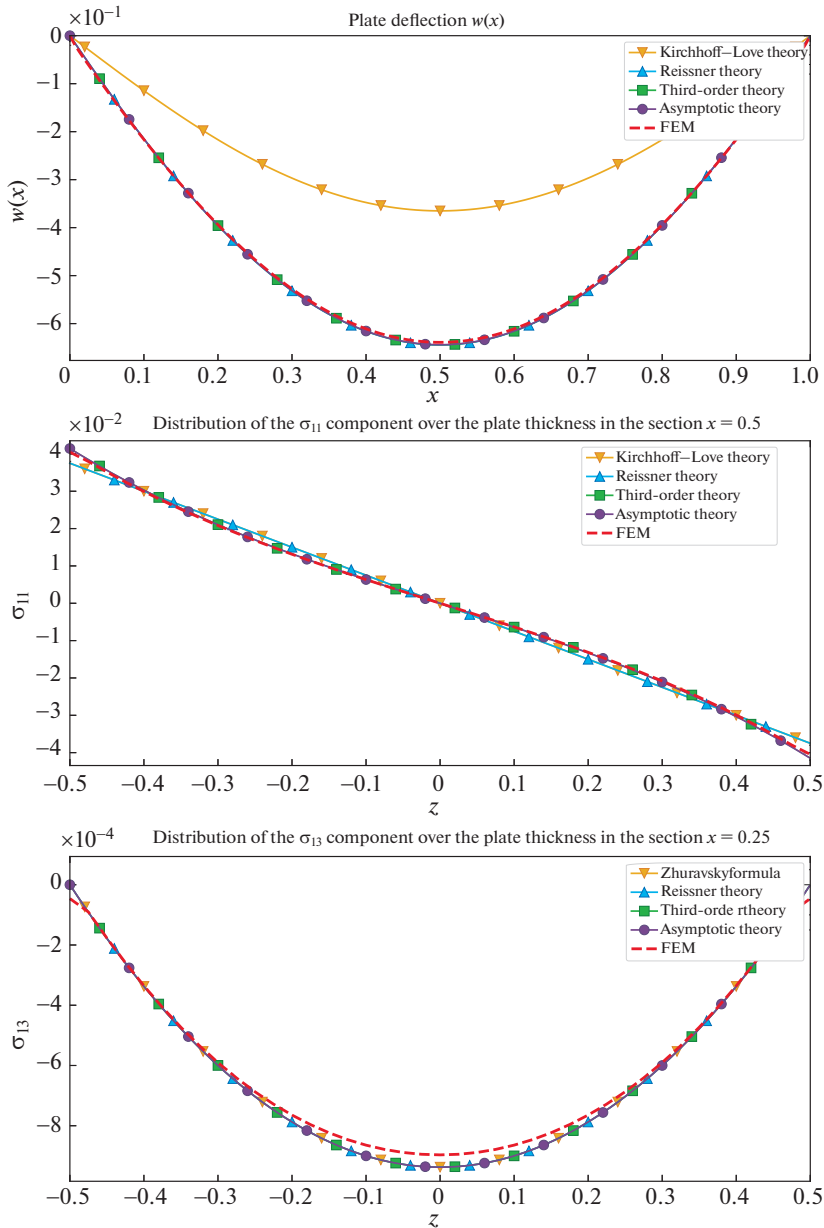 Plate deflection w(x)
×10⁻¹
0
−1
−2
−3
−4
−5
−6
w(x)
Kirchhoff−Love theory
Reissner theory
Third-order theory
Asymptotic theory
FEM
0 0.1 0.2 0.3 0.4 0.5 0.6 0.7 0.8 0.9 1.0
x
×10⁻² Distribution of the σ₁₁ component over the plate thickness in the section x = 0.5
4
3
2
1
0
−1
−2
−3
−4
σ₁₁
Kirchhoff−Love theory
Reissner theory
Third-order theory
Asymptotic theory
FEM
−0.5 −0.4 −0.3 −0.2 −0.1 0 0.1 0.2 0.3 0.4 0.5
z
×10⁻⁴ Distribution of the σ₁₃ component over the plate thickness in the section x = 0.25
0
−2
−4
−6
−8
σ₁₃
Zhuravskyformula
Reissner theory
Third-orde rtheory
Asymptotic theory
FEM
−0.5 −0.4 −0.3 −0.2 −0.1 0 0.1 0.2 0.3 0.4 0.5
z